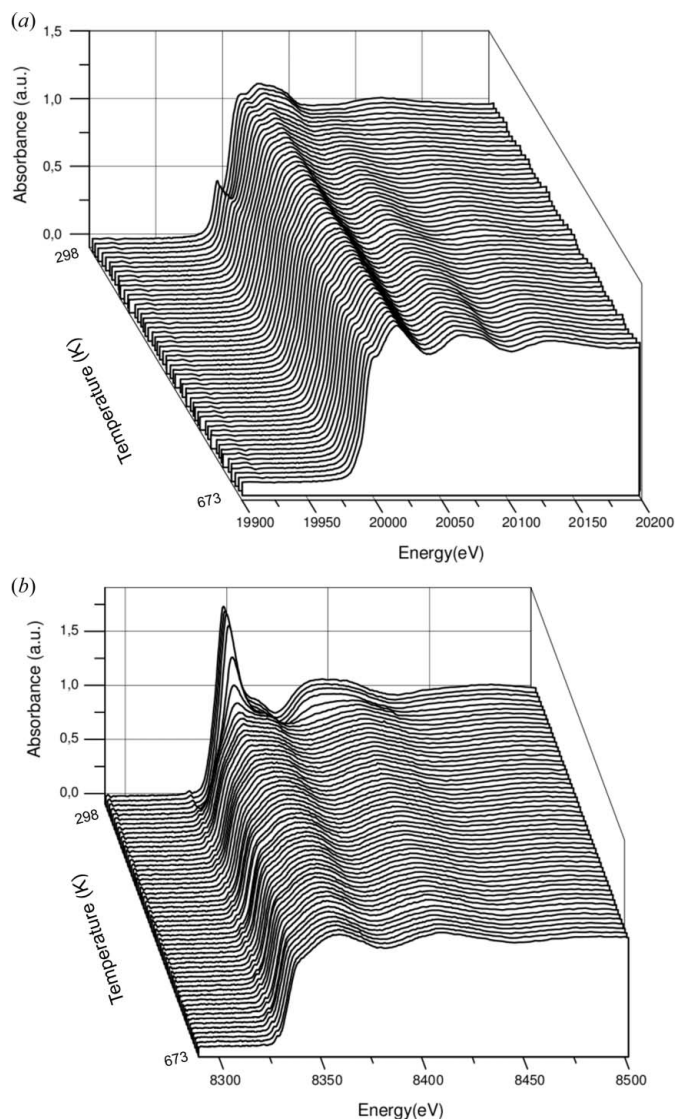 (a)
1,5
1,0
0,5
0,0
Absorbance (a.u.)
298
Temperature (K)
673
19900 19950 20000 20050 20100 20150 20200
Energy(eV)
(b)
1,5
1,0
0,5
0,0
Absorbance (a.u.)
298
Temperature (K)
673
8300 8350 8400 8450 8500
Energy(eV)